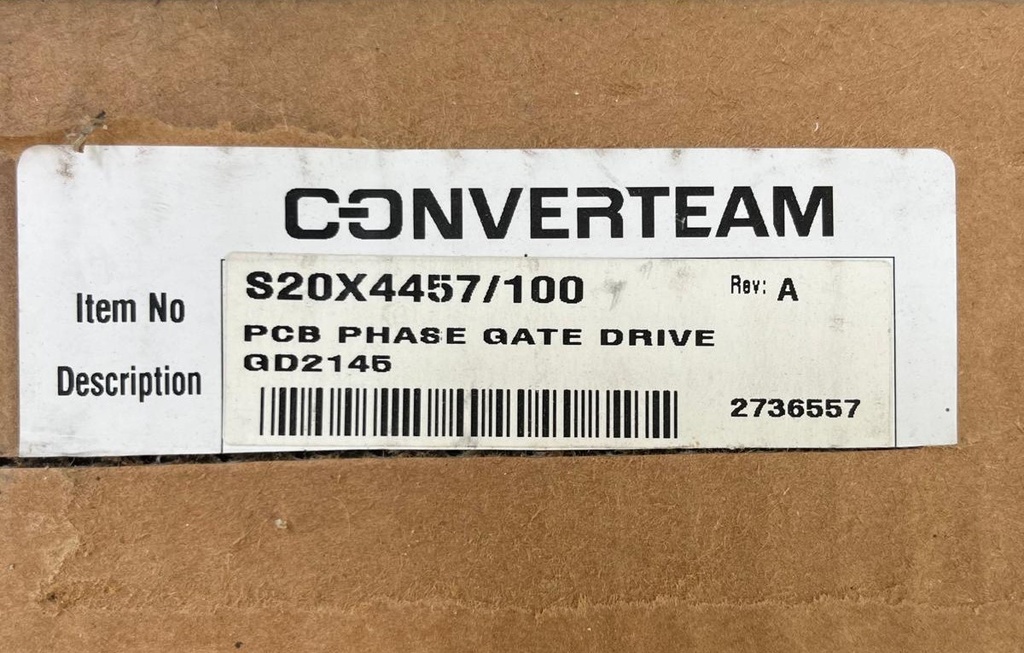 CONVERTEAM
Item No S20X4457/100 Rev: A
Description PCB PHASE GATE DRIVE
GD2145
2736557